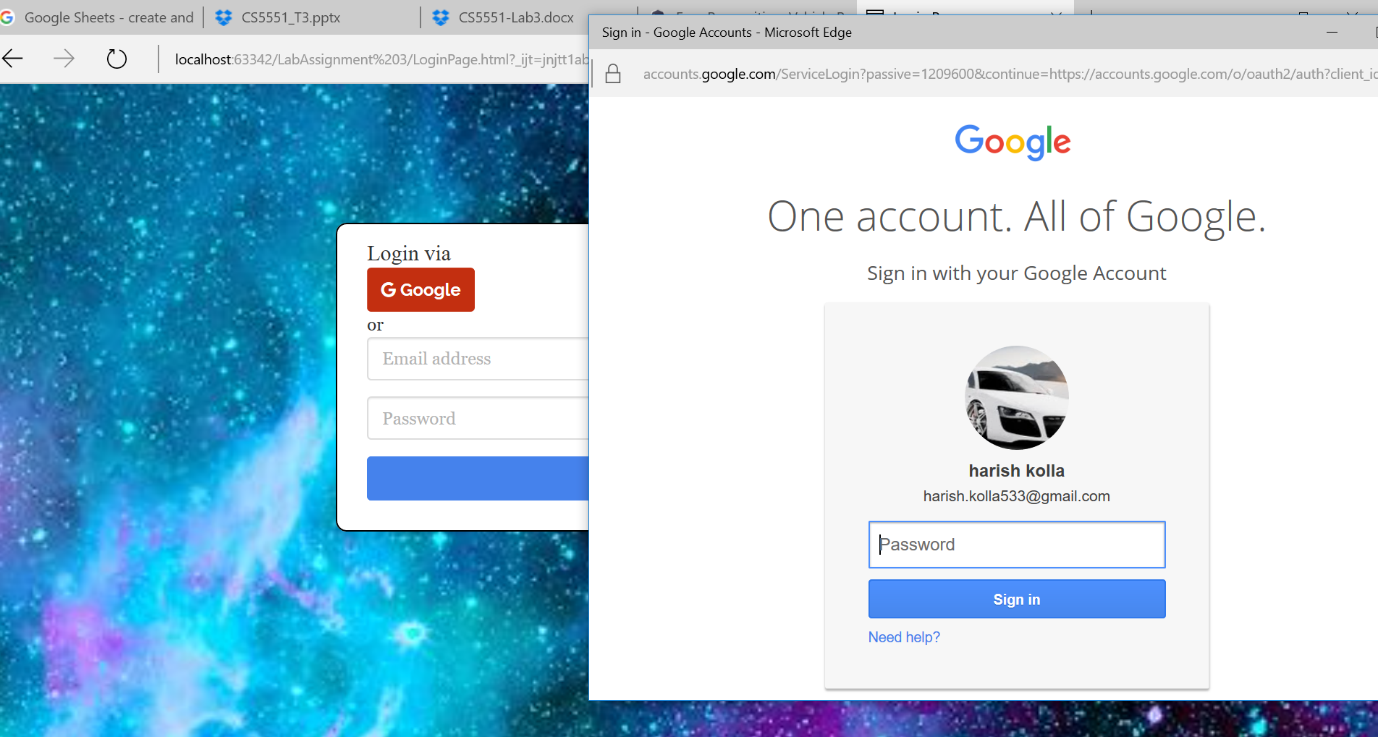 Google Sheets - create and
CS5551_T3.pptx
CS5551-Lab3.docx
localhost:63342/LabAssignment%203/LoginPage.html?_ijt=jnjtt1ab
Login via
G Google
or
Email address
Password
Sign in - Google Accounts - Microsoft Edge
accounts.google.com/ServiceLogin?passive=1209600&continue=https://accounts.google.com/o/oauth2/auth?client_id
Google
One account. All of Google.
Sign in with your Google Account
harish kolla
harish.kolla533@gmail.com
Password
Sign in
Need help?